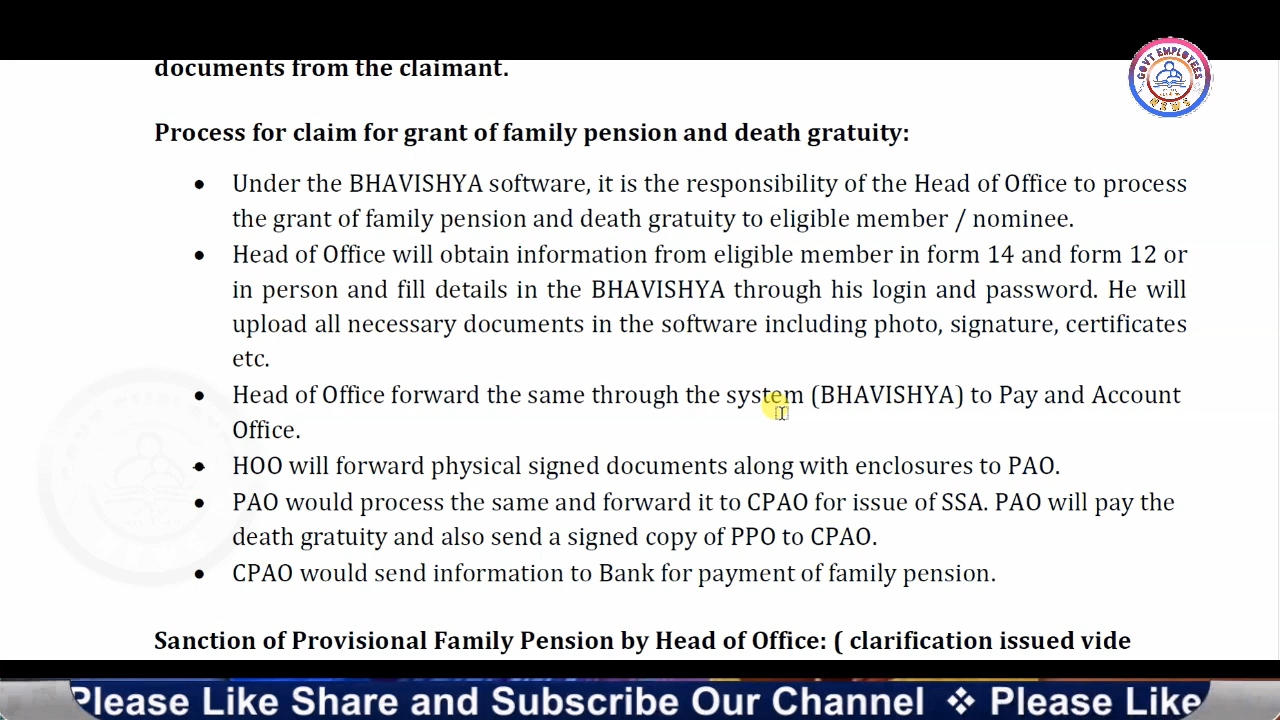 documents from the claimant.
GOVT EMPLOYEES
NEWS
Process for claim for grant of family pension and death gratuity:
• Under the BHAVISHYA software, it is the responsibility of the Head of Office to process
the grant of family pension and death gratuity to eligible member / nominee.
• Head of Office will obtain information from eligible member in form 14 and form 12 or
in person and fill details in the BHAVISHYA through his login and password. He will
upload all necessary documents in the software including photo, signature, certificates
etc.
• Head of Office forward the same through the system (BHAVISHYA) to Pay and Account
Office.
• HOO will forward physical signed documents along with enclosures to PAO.
• PAO would process the same and forward it to CPAO for issue of SSA. PAO will pay the
death gratuity and also send a signed copy of PPO to CPAO.
• CPAO would send information to Bank for payment of family pension.
Sanction of Provisional Family Pension by Head of Office: ( clarification issued vide
Please Like Share and Subscribe Our Channel ❖ Please Like